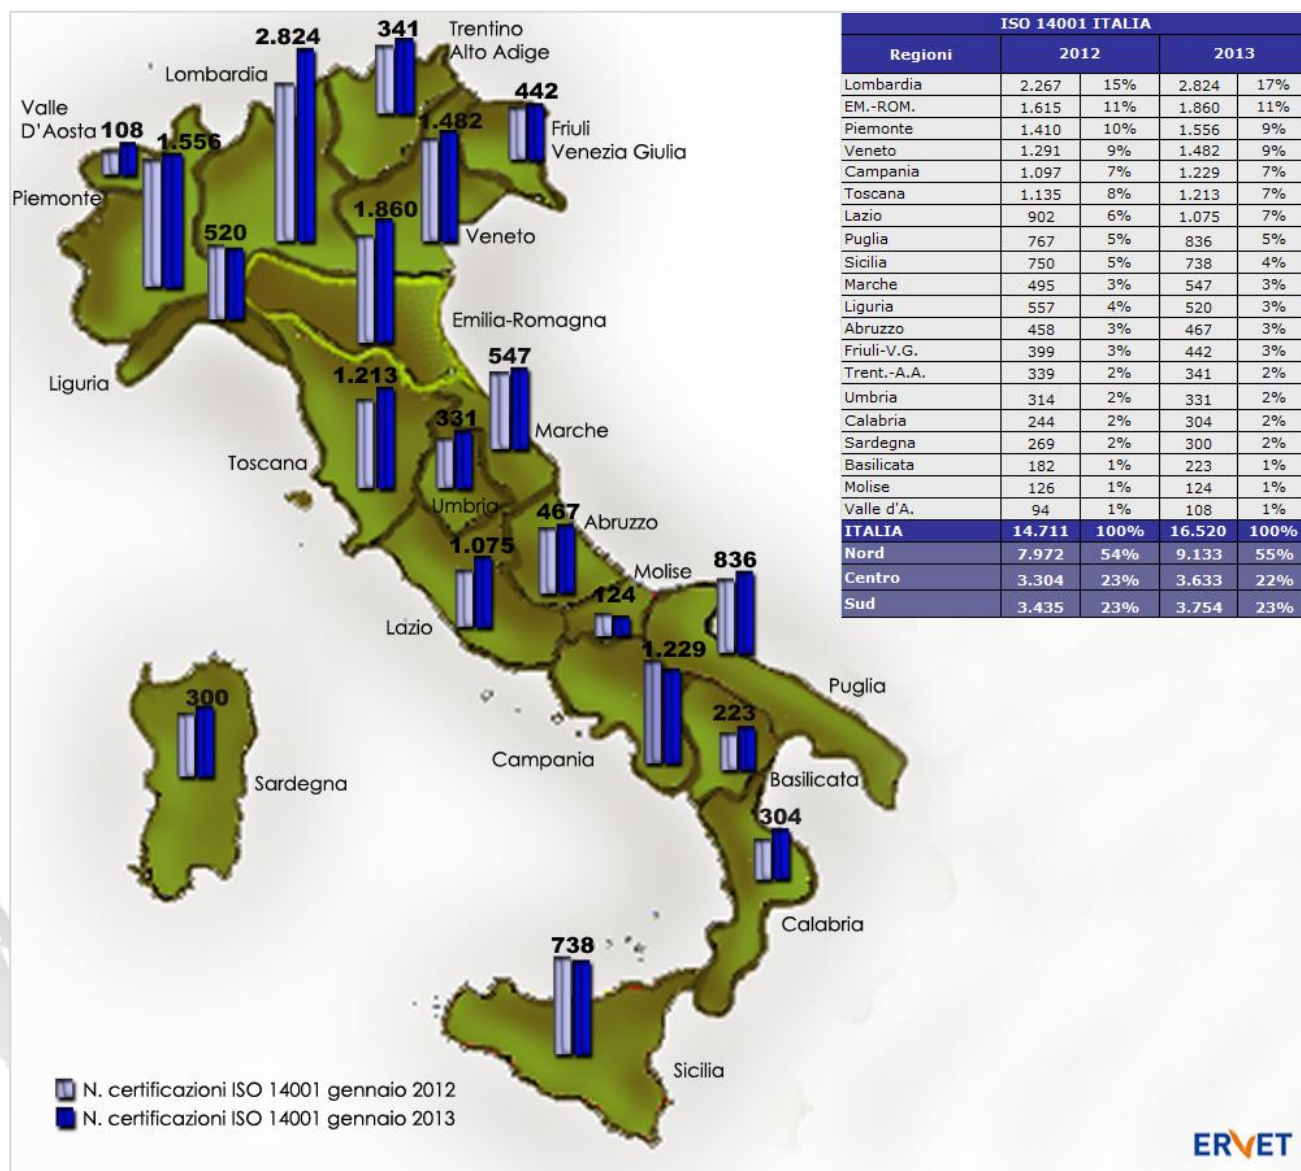 341
Trentino
Alto Adige
2.824
Lombardia
442
Friuli
Venezia Giulia
Valle
D'Aosta
108
1.556
Piemonte
1.482
Veneto
1.860
520
Emilia-Romagna
Liguria
547
1.213
331
Marche
Toscana
Umbria
467
Abruzzo
1.075
Molise
836
124
Lazio
1.229
Puglia
300
223
Campania
Sardegna
Basilicata
304
Calabria
738
Sicilia
N. certificazioni ISO 14001 gennaio 2012
N. certificazioni ISO 14001 gennaio 2013
ISO 14001 ITALIA
Regioni 2012 2013
Lombardia 2.267 15% 2.824 17%
EM.-ROM. 1.615 11% 1.860 11%
Piemonte 1.410 10% 1.556 9%
Veneto 1.291 9% 1.482 9%
Campania 1.097 7% 1.229 7%
Toscana 1.135 8% 1.213 7%
Lazio 902 6% 1.075 7%
Puglia 767 5% 836 5%
Sicilia 750 5% 738 4%
Marche 495 3% 547 3%
Liguria 557 4% 520 3%
Abruzzo 458 3% 467 3%
Friuli-V.G. 399 3% 442 3%
Trent.-A.A. 339 2% 341 2%
Umbria 314 2% 331 2%
Calabria 244 2% 304 2%
Sardegna 269 2% 300 2%
Basilicata 182 1% 223 1%
Molise 126 1% 124 1%
Valle d'A. 94 1% 108 1%
ITALIA 14.711 100% 16.520 100%
Nord 7.972 54% 9.133 55%
Centro 3.304 23% 3.633 22%
Sud 3.435 23% 3.754 23%
ERVET